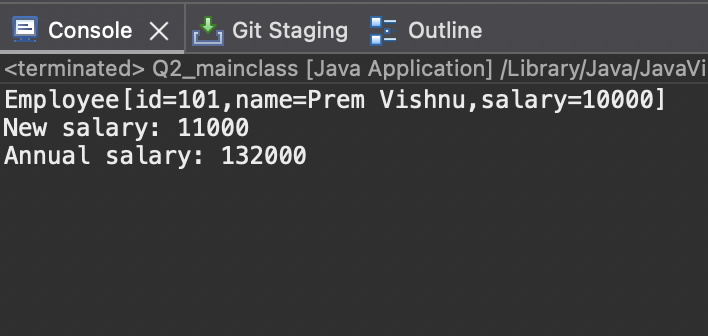 Console Git Staging Outline
<terminated> Q2_mainclass [Java Application] /Library/Java/JavaVi
Employee[id=101,name=Prem Vishnu,salary=10000]
New salary: 11000
Annual salary: 132000